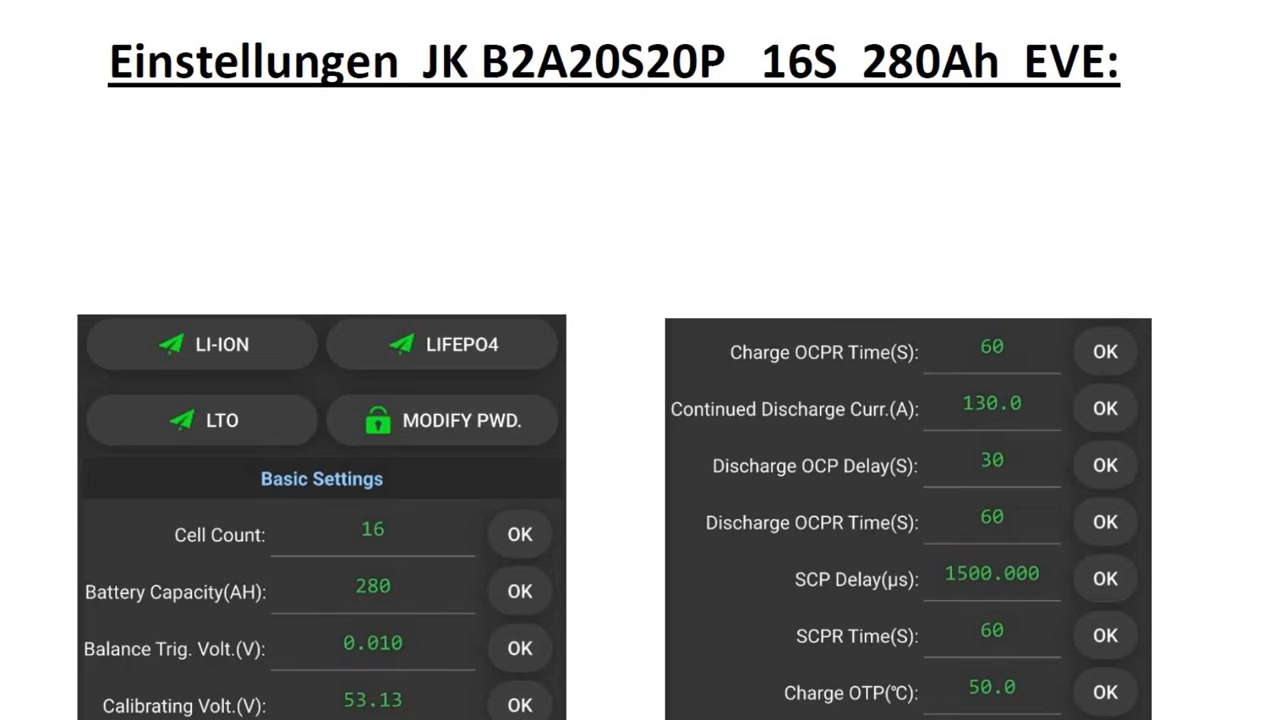 Einstellungen JK B2A20S20P 16S 280Ah EVE:
LI-ION LIFEPO4
LTO MODIFY PWD.
Basic Settings
Cell Count: 16 OK
Battery Capacity(AH): 280 OK
Balance Trig. Volt.(V): 0.010 OK
Calibrating Volt.(V): 53.13 OK
Charge OCPR Time(S): 60 OK
Continued Discharge Curr.(A): 130.0 OK
Discharge OCP Delay(S): 30 OK
Discharge OCPR Time(S): 60 OK
SCP Delay(μs): 1500.000 OK
SCPR Time(S): 60 OK
Charge OTP(℃): 50.0 OK